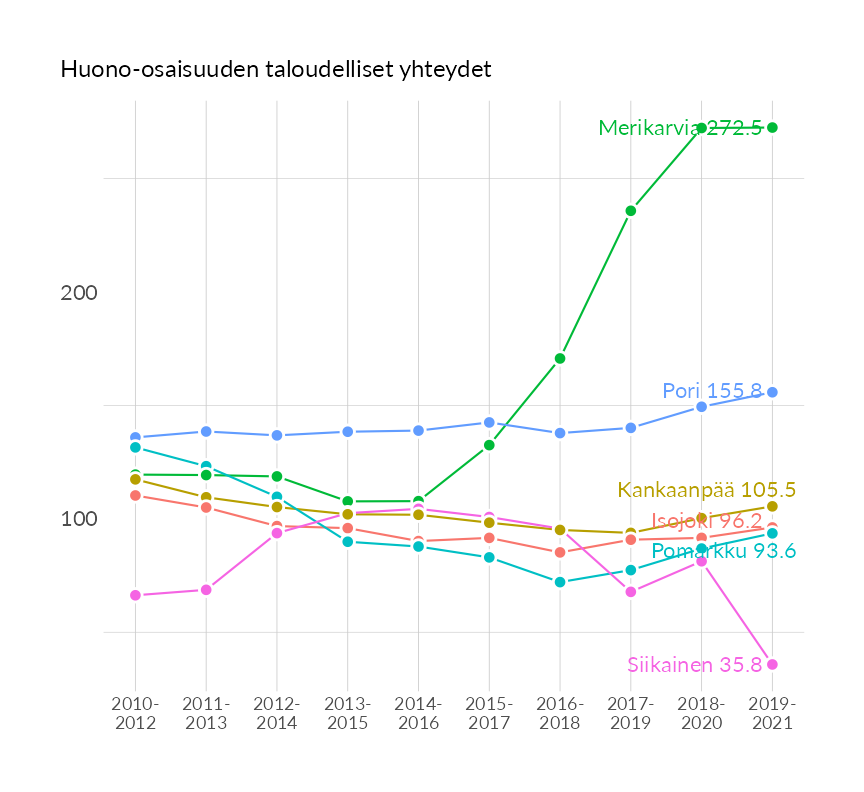 Huono-osaisuuden taloudelliset yhteydet
Merikarvia 272.5
200
Pori 155.8
Kankaanpää 105.5
100
Isojoki 96.2
Pomarkku 93.6
Siikainen 35.8
2010- 2011- 2012- 2013- 2014- 2015- 2016- 2017- 2018- 2019-
2012 2013 2014 2015 2016 2017 2018 2019 2020 2021